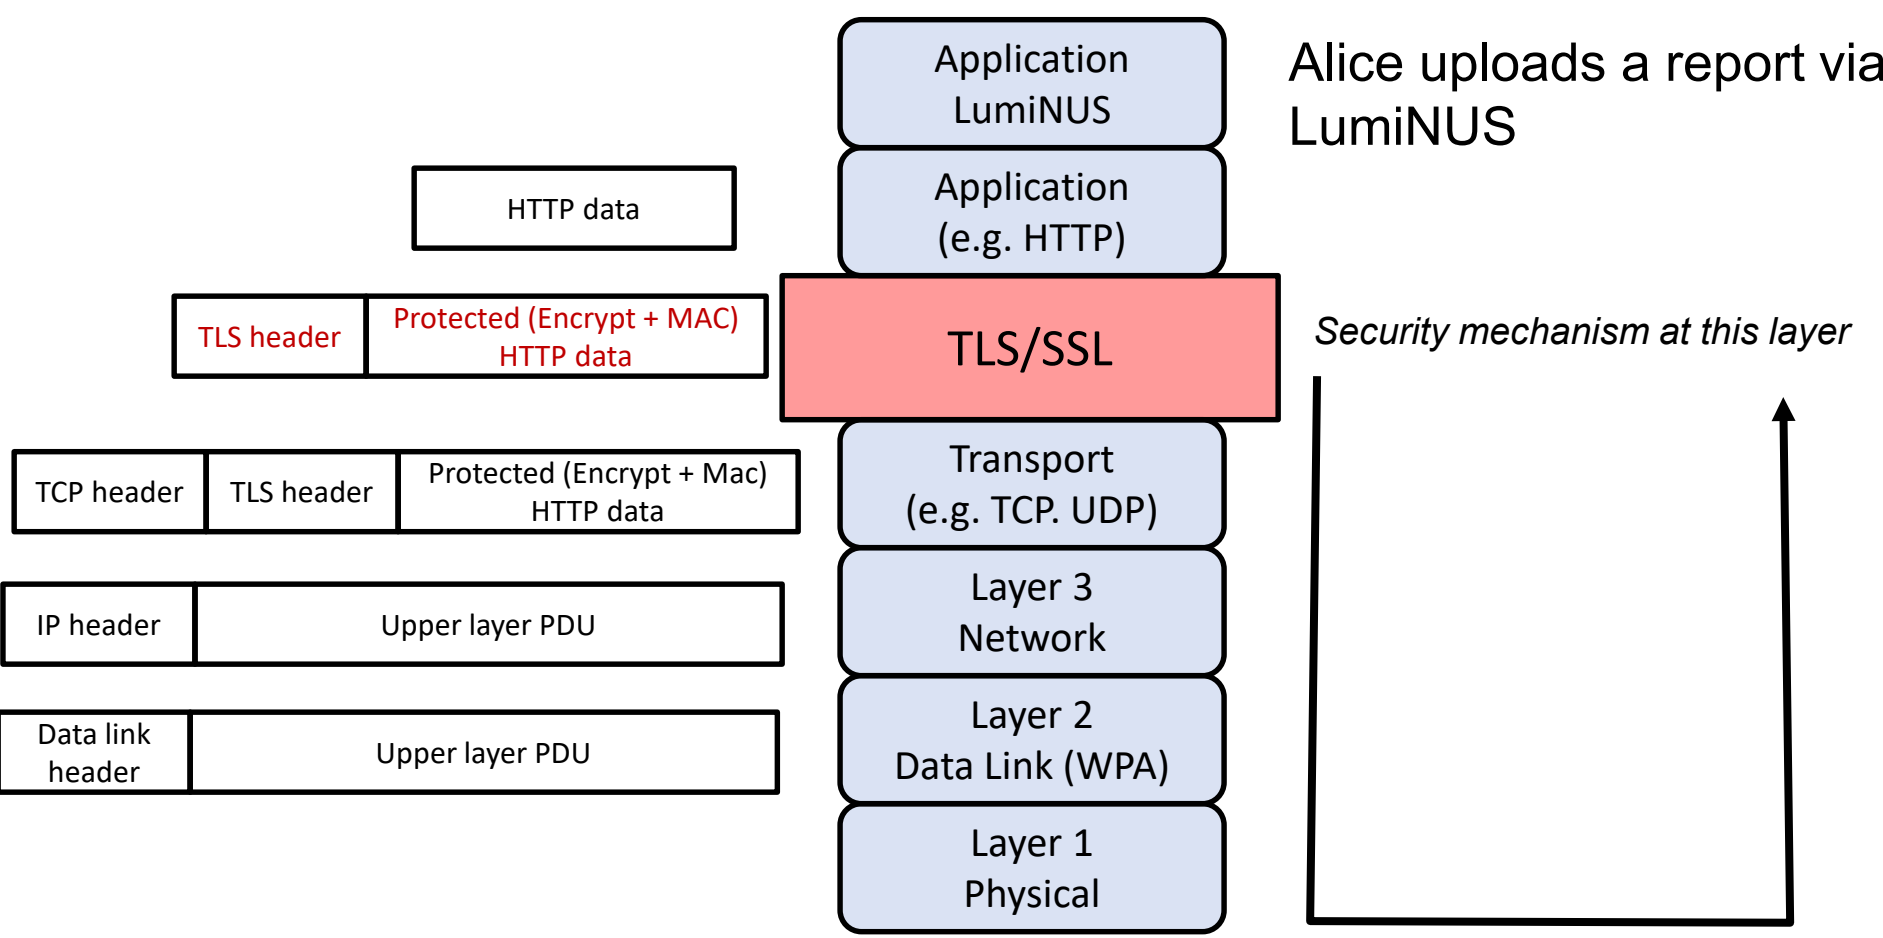 Application
LumiNUS
Alice uploads a report via
LumiNUS
HTTP data
Application
(e.g. HTTP)
TLS header
Protected (Encrypt + MAC)
HTTP data
TLS/SSL
Security mechanism at this layer
TCP header
TLS header
Protected (Encrypt + Mac)
HTTP data
Transport
(e.g. TCP. UDP)
IP header
Upper layer PDU
Layer 3
Network
Data link
header
Upper layer PDU
Layer 2
Data Link (WPA)
Layer 1
Physical